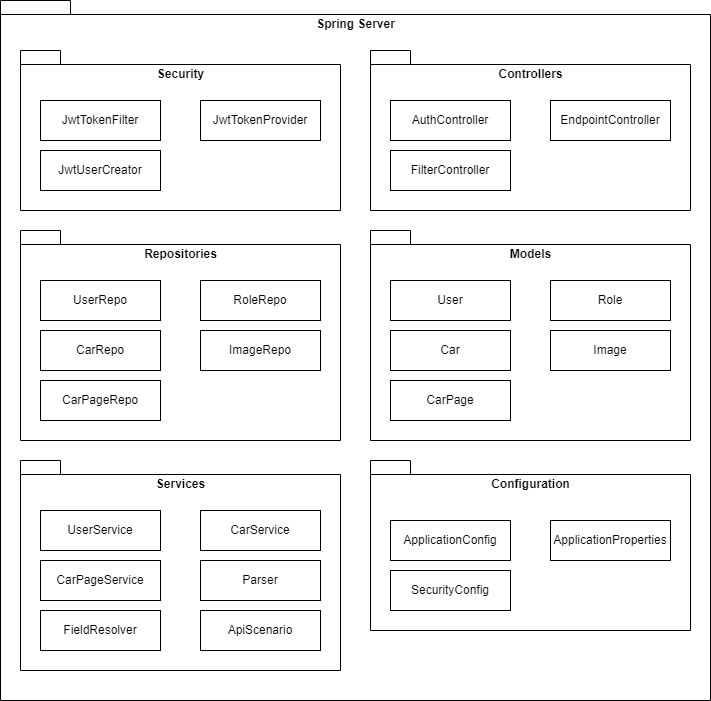 Spring Server
Security
JwtTokenFilter
JwtTokenProvider
JwtUserCreator
Controllers
AuthController
EndpointController
FilterController
Repositories
UserRepo
RoleRepo
CarRepo
ImageRepo
CarPageRepo
Models
User
Role
Car
Image
CarPage
Services
UserService
CarService
CarPageService
Parser
FieldResolver
ApiScenario
Configuration
ApplicationConfig
ApplicationProperties
SecurityConfig